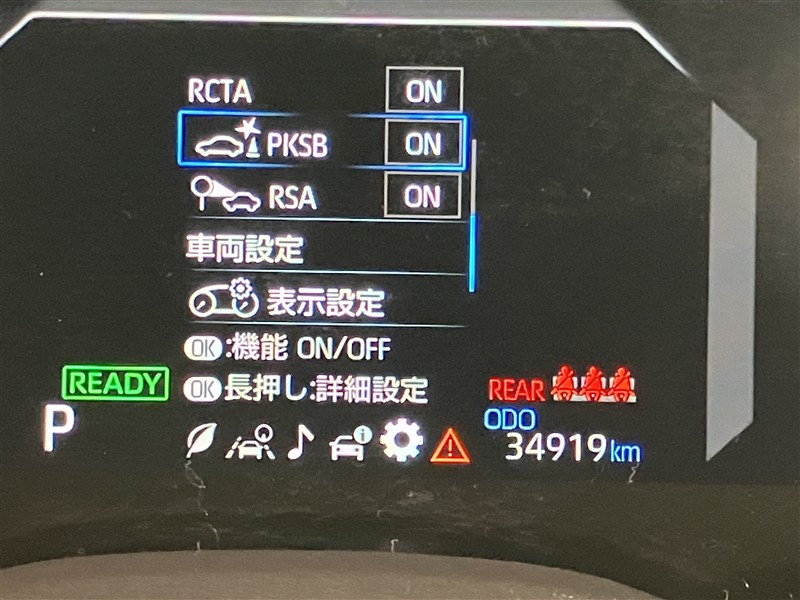 RCTA ON
PKSB ON
RSA ON
車両設定
表示設定
OK:機能 ON/OFF
READY OK長押し:詳細設定 REAR
P ODO
34919km